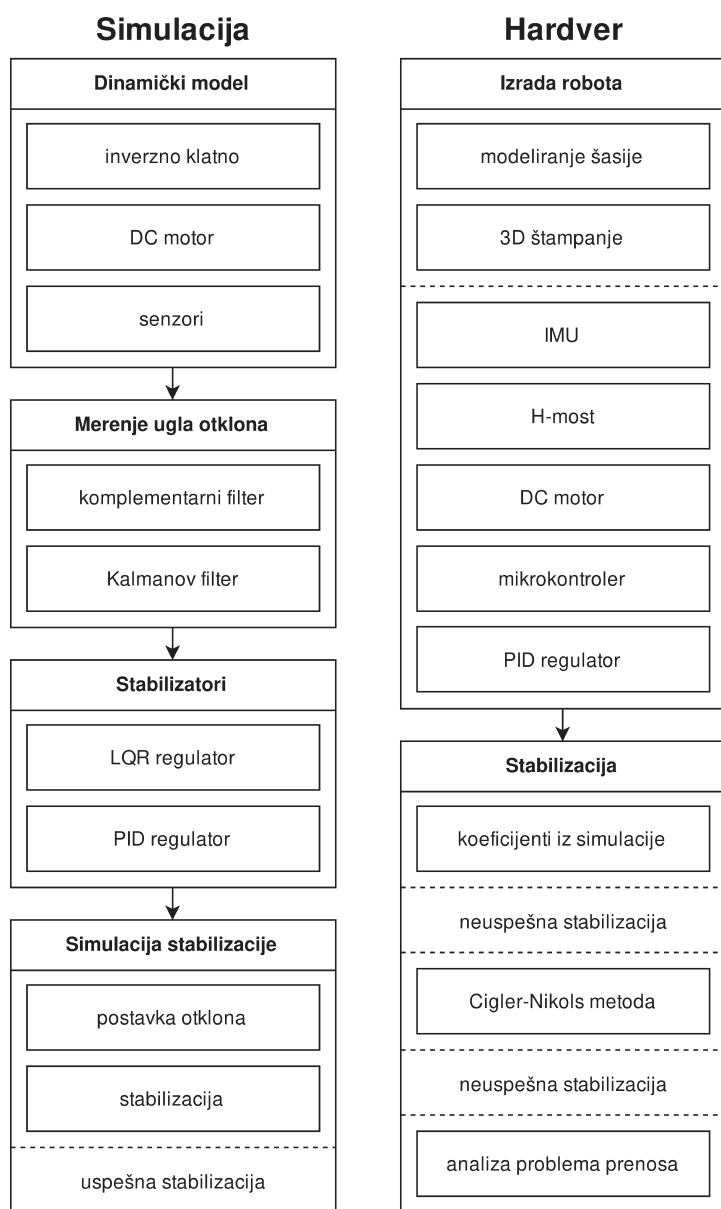 Simulacija
Dinamički model
inverzno klatno
DC motor
senzori
Merenje ugla otklona
komplementarni filter
Kalmanov filter
Stabilizatori
LQR regulator
PID regulator
Simulacija stabilizacije
postavka otklona
stabilizacija
uspešna stabilizacija
Hardver
Izrada robota
modeliranje šasije
3D štampanje
IMU
H-most
DC motor
mikrokontroler
PID regulator
Stabilizacija
koeficijenti iz simulacije
neuspešna stabilizacija
Cigler-Nikols metoda
neuspešna stabilizacija
analiza problema prenosa